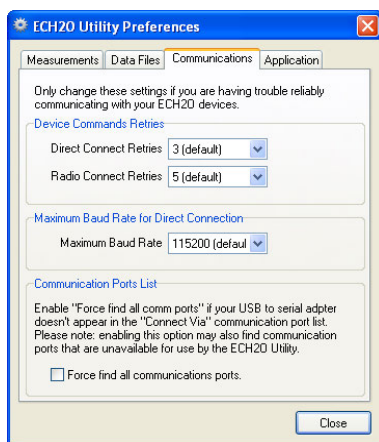 ECH2O Utility Preferences
Measurements Data Files Communications Application
Only change these settings if you are having trouble reliably
communicating with your ECH2O devices.
Device Commands Retries
Direct Connect Retries 3 (default)
Radio Connect Retries 5 (default)
Maximum Baud Rate for Direct Connection
Maximum Baud Rate 115200 (defaul
Communication Ports List
Enable "Force find all comm ports" if your USB to serial adpter
doesn't appear in the "Connect Via" communication port list.
Please note: enabling this option may also find communication
ports that are unavailable for use by the ECH2O Utility.
Force find all communications ports.
Close